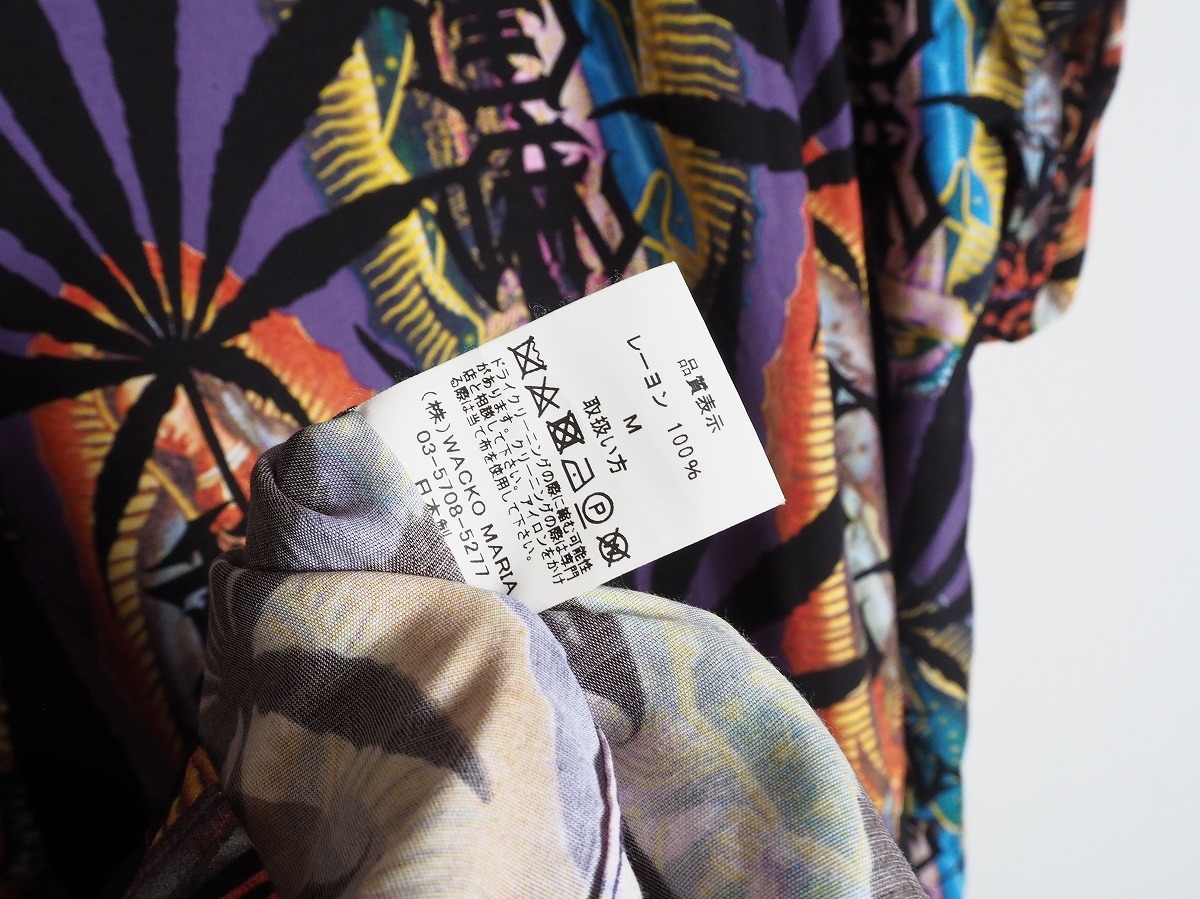 品質表示
レーヨン 100%
M
取扱い方
P
ドライクリーニングの際に縮む可能性
があります。クリーニングの際は専門
店と相談して下さい。アイロンをかけ
る際は当て布を使用して下さい。
(株)WACKO MARIA
03-5708-5277
日本製